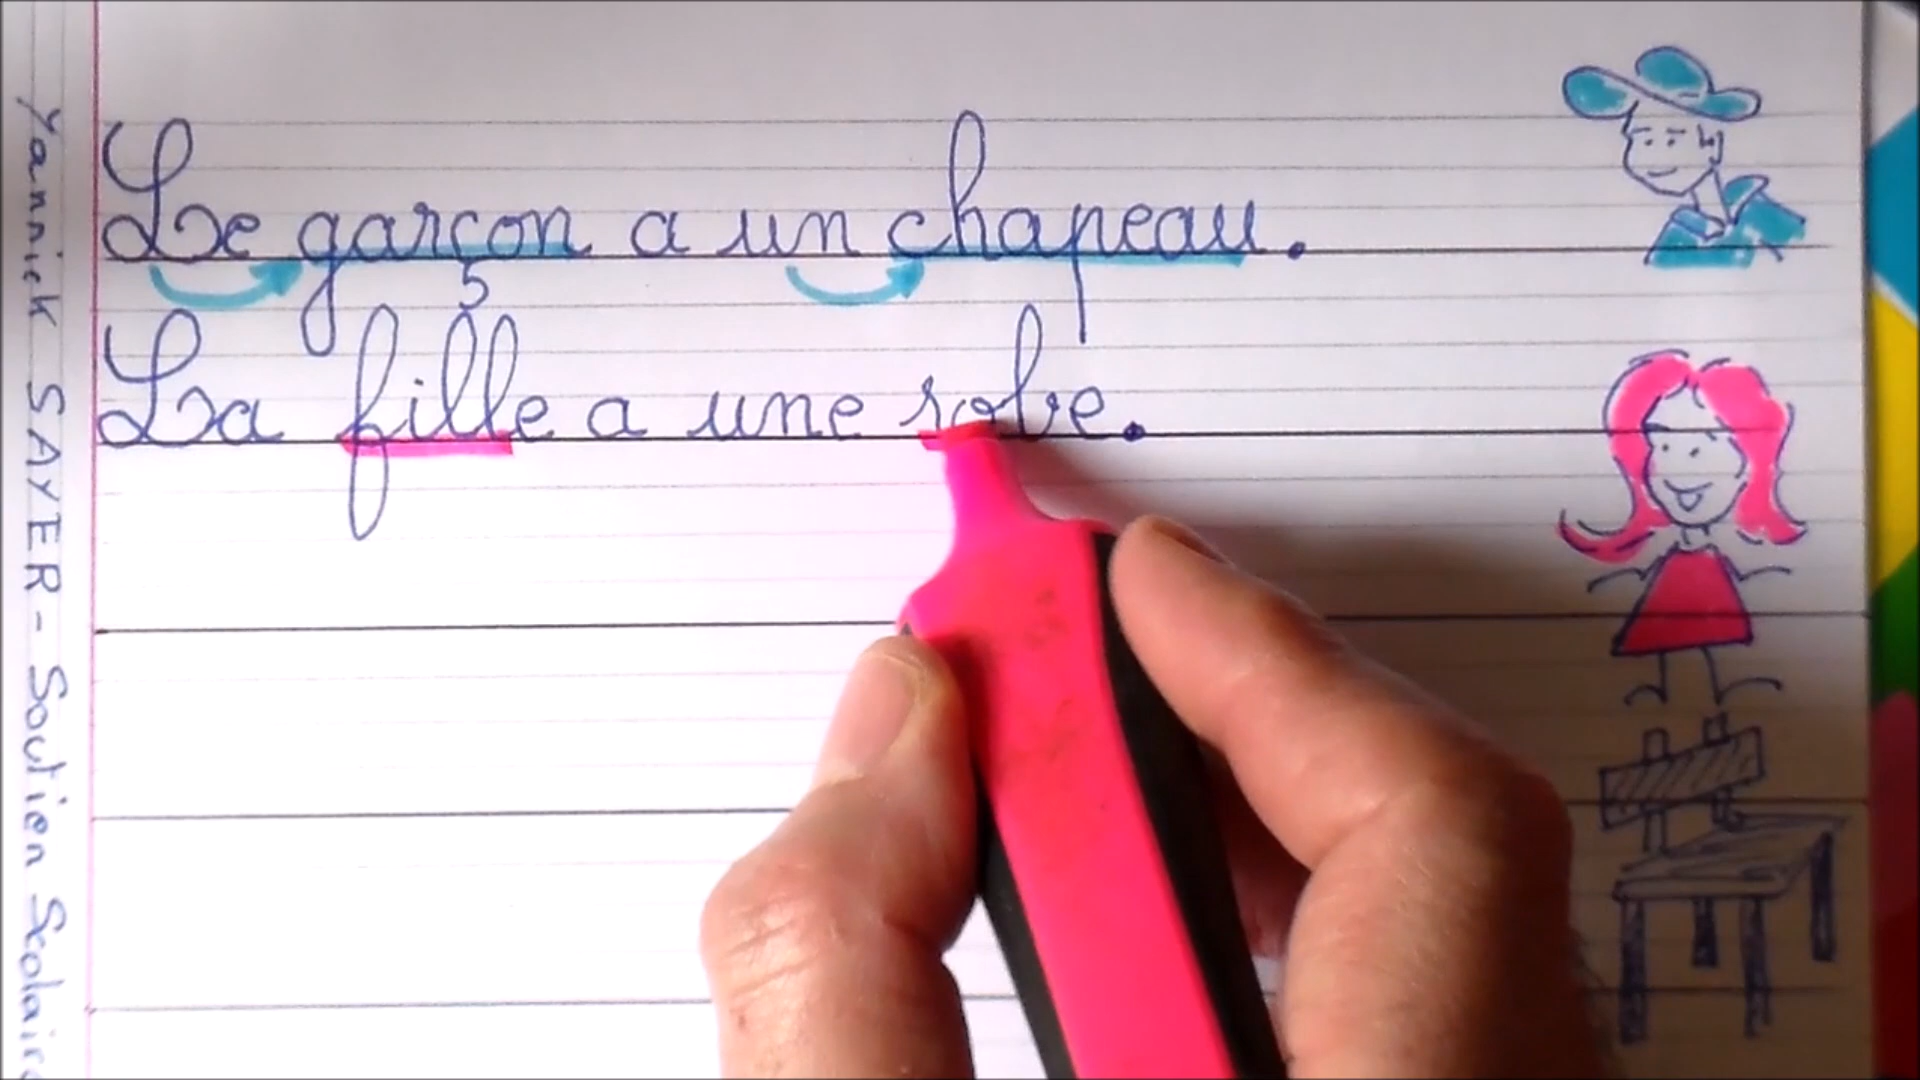 Le garçon a un chapeau.
La fille a une robe.
Yannick SAYER - Soutien Scolaire